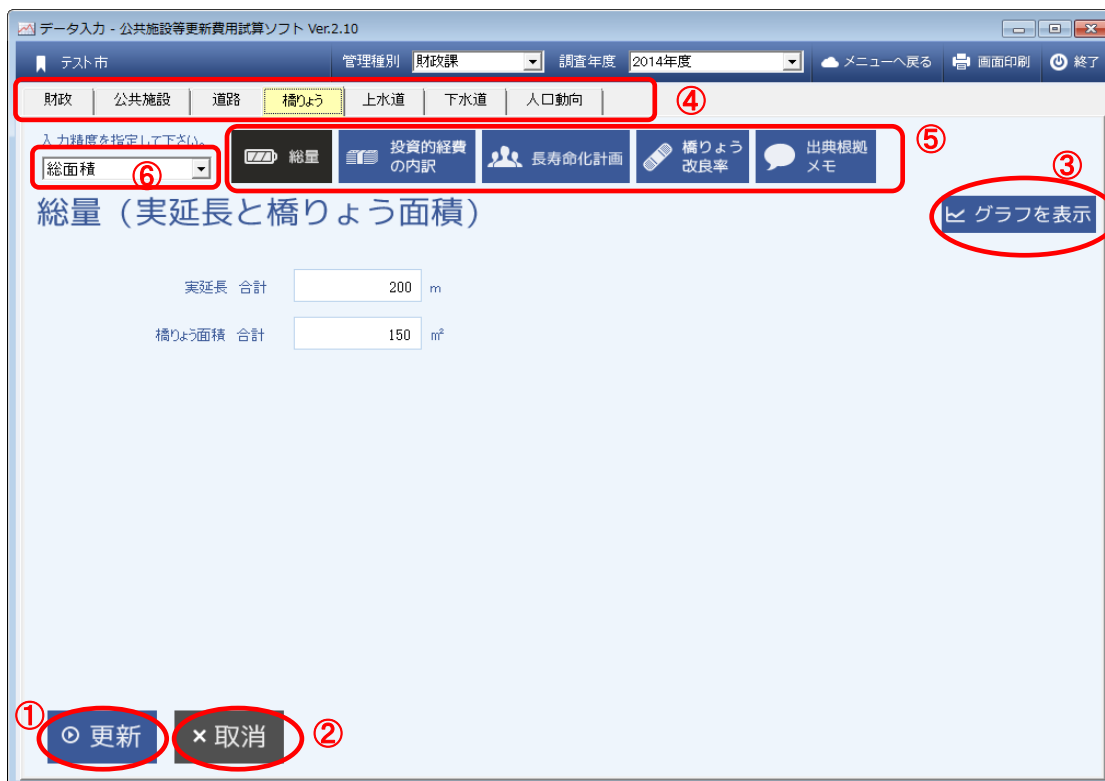 データ入力 - 公共施設等更新費用試算ソフト Ver.2.10
テスト市 管理種別 財政課 調査年度 2014年度 メニューへ戻る 画面印刷 終了
財政 公共施設 道路 橋りょう 上水道 下水道 人口動向 ④
入力精度を指定して下さい。
総面積 ⑥
総量
投資的経費
の内訳
長寿命化計画
橋りょう
改良率
出典根拠
メモ
⑤
③
総量（実延長と橋りょう面積）
グラフを表示
実延長 合計 200 m
橋りょう面積 合計 150 ㎡
① 更新 × 取消 ②